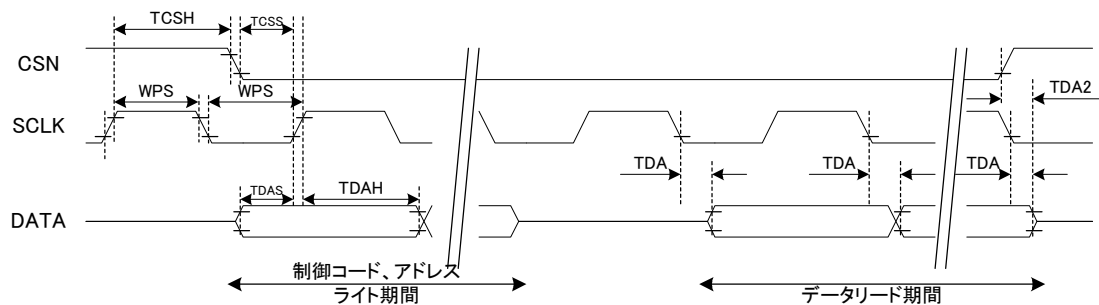 TCSH
TCSS
CSN
WPS
WPS
TDA2
SCLK
TDA
TDA
TDA
TDAS
TDAH
DATA
制御コード、アドレス
ライト期間
データリード期間